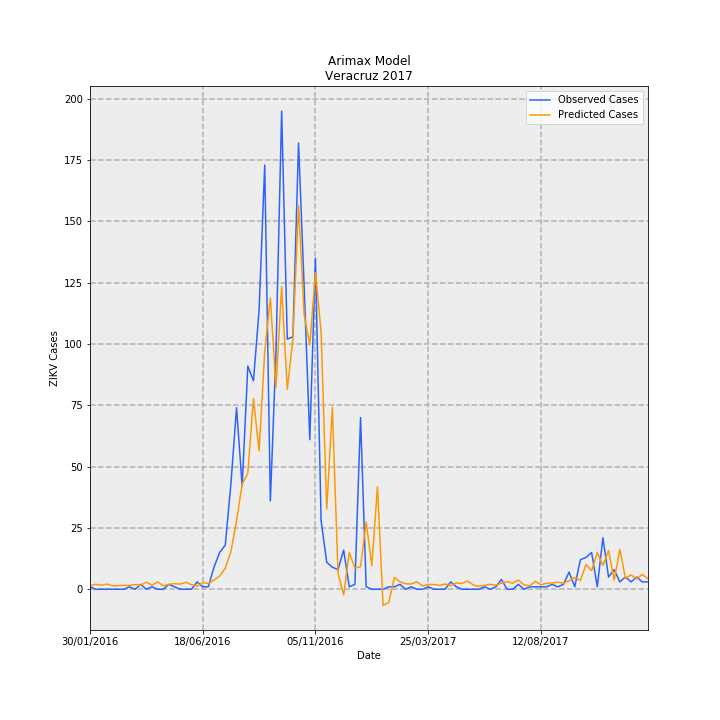 Arimax Model
Veracruz 2017
Observed Cases
Predicted Cases
ZIKV Cases
200
175
150
125
100
75
50
25
0
30/01/2016
18/06/2016
05/11/2016
25/03/2017
12/08/2017
Date